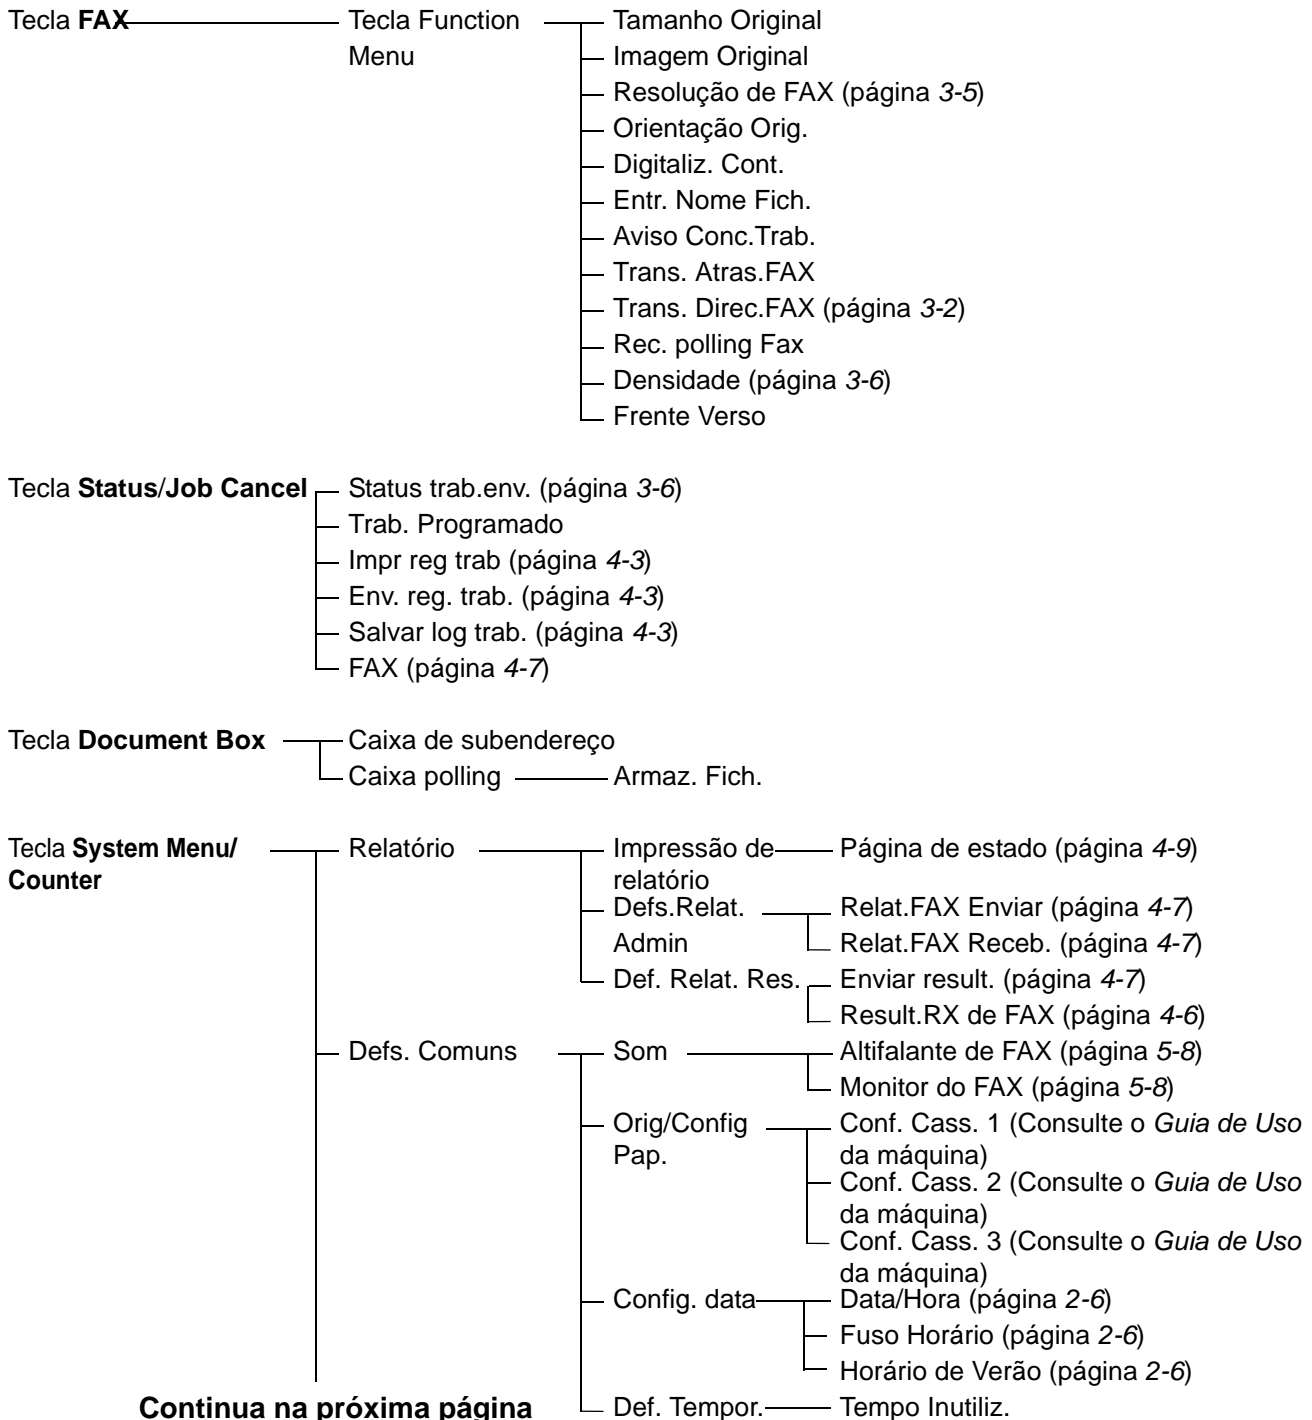 Tecla FAX Tecla Function Tamanho Original
Menu Imagem Original
Resolução de FAX (página 3-5)
Orientação Orig.
Digitaliz. Cont.
Entr. Nome Fich.
Aviso Conc.Trab.
Trans. Atras.FAX
Trans. Direc.FAX (página 3-2)
Rec. polling Fax
Densidade (página 3-6)
Frente Verso
Tecla Status/Job Cancel Status trab.env. (página 3-6)
Trab. Programado
Impr reg trab (página 4-3)
Env. reg. trab. (página 4-3)
Salvar log trab. (página 4-3)
FAX (página 4-7)
Tecla Document Box Caixa de subendereço
Caixa polling Armaz. Fich.
Tecla System Menu/ Relatório Impressão de Página de estado (página 4-9)
Counter relatório
Defs.Relat. Relat.FAX Enviar (página 4-7)
Admin Relat.FAX Receb. (página 4-7)
Def. Relat. Res. Enviar result. (página 4-7)
Result.RX de FAX (página 4-6)
Defs. Comuns Som Altifalante de FAX (página 5-8)
Monitor do FAX (página 5-8)
Orig/Config Conf. Cass. 1 (Consulte o Guia de Uso
Pap. da máquina)
Conf. Cass. 2 (Consulte o Guia de Uso
da máquina)
Conf. Cass. 3 (Consulte o Guia de Uso
da máquina)
Config. data Data/Hora (página 2-6)
Fuso Horário (página 2-6)
Horário de Verão (página 2-6)
Continua na próxima página Def. Tempor. Tempo Inutiliz.